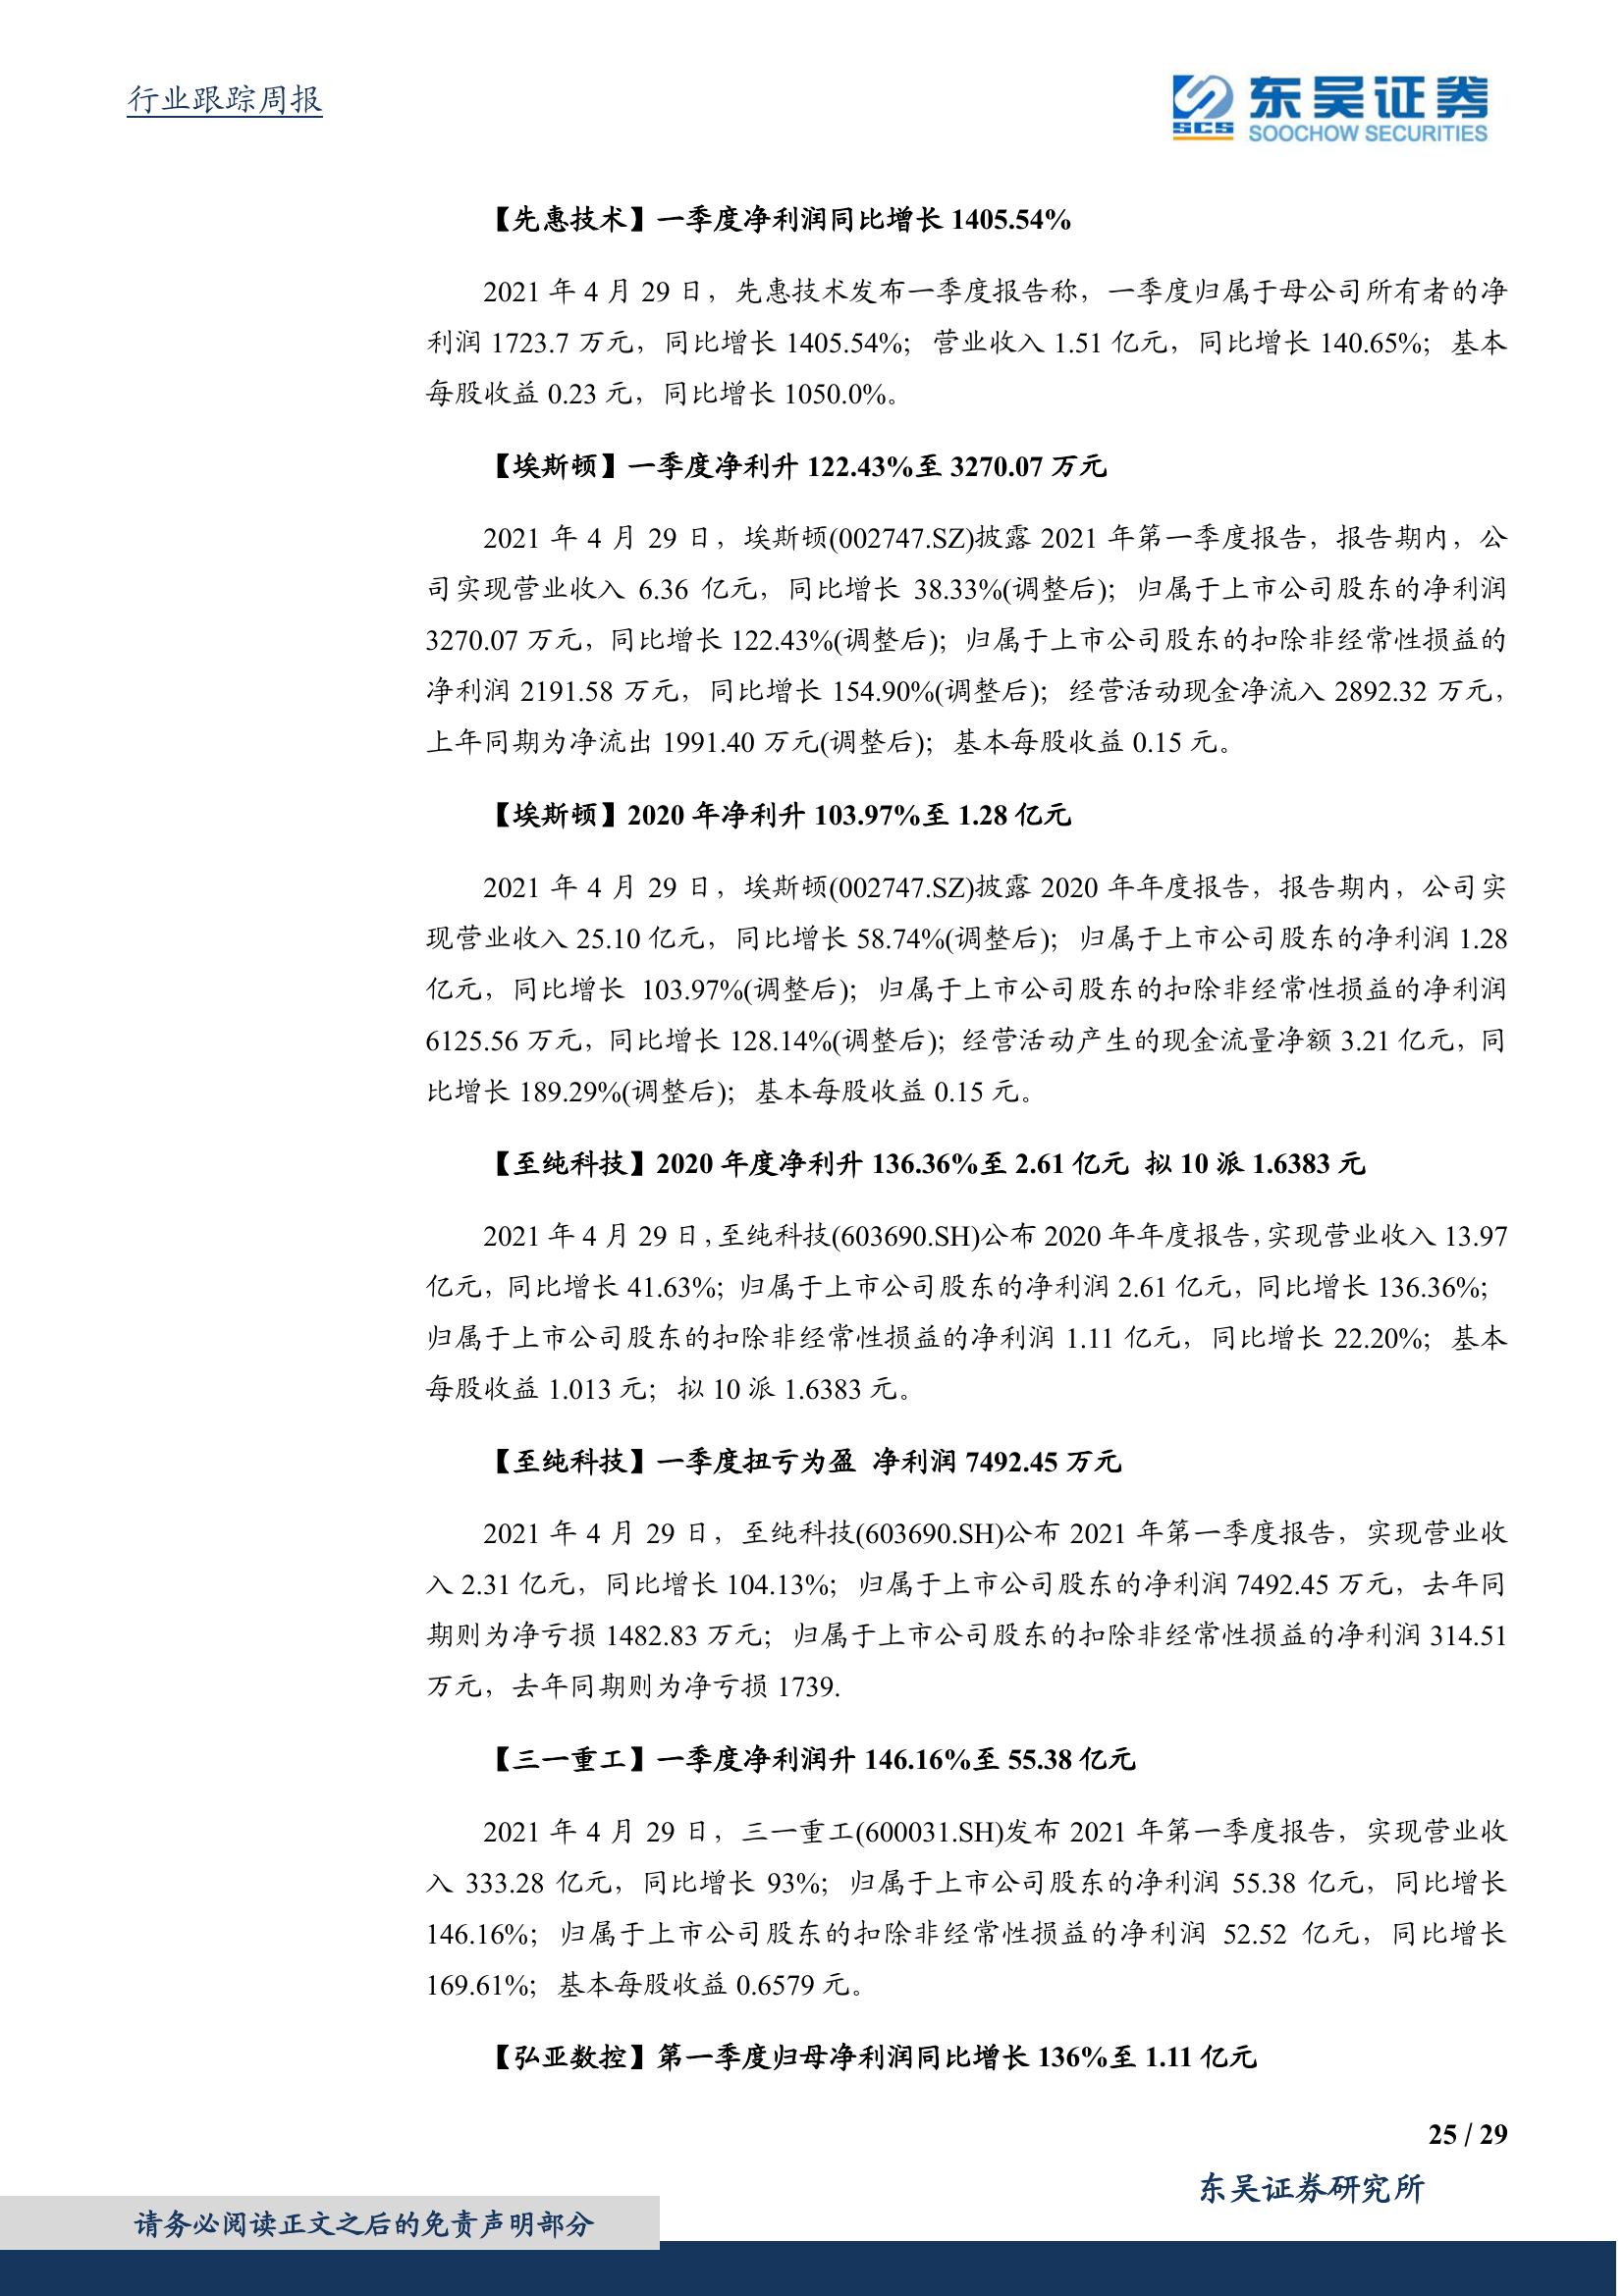 行业跟踪周报
SCS
东吴证券
SOOCHOW SECURITIES
【先惠技术】一季度净利润同比增长 1405.54%
2021 年 4 月 29 日，先惠技术发布一季度报告称，一季度归属于母公司所有者的净
利润 1723.7 万元，同比增长 1405.54%；营业收入 1.51 亿元，同比增长 140.65%；基本
每股收益 0.23 元，同比增长 1050.0%。
【埃斯顿】一季度净利升 122.43%至 3270.07 万元
2021 年 4 月 29 日，埃斯顿(002747.SZ)披露 2021 年第一季度报告，报告期内，公
司实现营业收入 6.36 亿元，同比增长 38.33%(调整后)；归属于上市公司股东的净利润
3270.07 万元，同比增长 122.43%(调整后)；归属于上市公司股东的扣除非经常性损益的
净利润 2191.58 万元，同比增长 154.90%(调整后)；经营活动现金净流入 2892.32 万元，
上年同期为净流出 1991.40 万元(调整后)；基本每股收益 0.15 元。
【埃斯顿】2020 年净利升 103.97%至 1.28 亿元
2021 年 4 月 29 日，埃斯顿(002747.SZ)披露 2020 年年度报告，报告期内，公司实
现营业收入 25.10 亿元，同比增长 58.74%(调整后)；归属于上市公司股东的净利润 1.28
亿元，同比增长 103.97%(调整后)；归属于上市公司股东的扣除非经常性损益的净利润
6125.56 万元，同比增长 128.14%(调整后)；经营活动产生的现金流量净额 3.21 亿元，同
比增长 189.29%(调整后)；基本每股收益 0.15 元。
【至纯科技】2020 年度净利升 136.36%至 2.61 亿元 拟 10 派 1.6383 元
2021 年 4 月 29 日，至纯科技(603690.SH)公布 2020 年年度报告，实现营业收入 13.97
亿元，同比增长 41.63%；归属于上市公司股东的净利润 2.61 亿元，同比增长 136.36%；
归属于上市公司股东的扣除非经常性损益的净利润 1.11 亿元，同比增长 22.20%；基本
每股收益 1.013 元；拟 10 派 1.6383 元。
【至纯科技】一季度扭亏为盈 净利润 7492.45 万元
2021 年 4 月 29 日，至纯科技(603690.SH)公布 2021 年第一季度报告，实现营业收
入 2.31 亿元，同比增长 104.13%；归属于上市公司股东的净利润 7492.45 万元，去年同
期则为净亏损 1482.83 万元；归属于上市公司股东的扣除非经常性损益的净利润 314.51
万元，去年同期则为净亏损 1739.
【三一重工】一季度净利润升 146.16%至 55.38 亿元
2021 年 4 月 29 日，三一重工(600031.SH)发布 2021 年第一季度报告，实现营业收
入 333.28 亿元，同比增长 93%；归属于上市公司股东的净利润 55.38 亿元，同比增长
146.16%；归属于上市公司股东的扣除非经常性损益的净利润 52.52 亿元，同比增长
169.61%；基本每股收益 0.6579 元。
【弘亚数控】第一季度归母净利润同比增长 136%至 1.11 亿元
25 / 29
东吴证券研究所
请务必阅读正文之后的免责声明部分